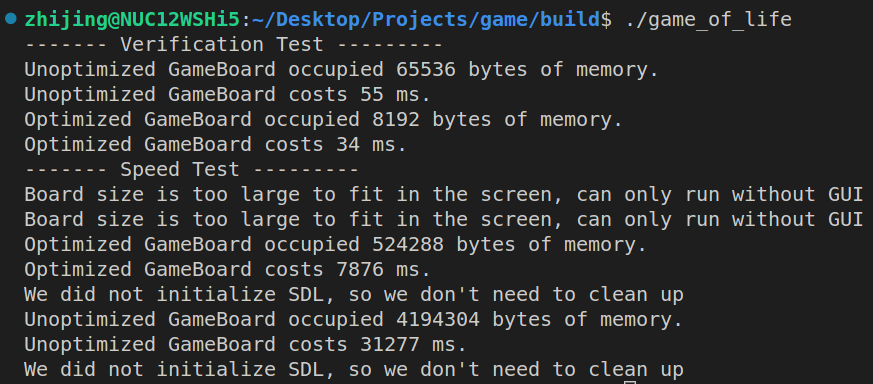 zhijing@NUC12WSHi5:~/Desktop/Projects/game/build$ ./game_of_life
------- Verification Test ---------
Unoptimized GameBoard occupied 65536 bytes of memory.
Unoptimized GameBoard costs 55 ms.
Optimized GameBoard occupied 8192 bytes of memory.
Optimized GameBoard costs 34 ms.
------- Speed Test ---------
Board size is too large to fit in the screen, can only run without GUI
Board size is too large to fit in the screen, can only run without GUI
Optimized GameBoard occupied 524288 bytes of memory.
Optimized GameBoard costs 7876 ms.
We did not initialize SDL, so we don't need to clean up
Unoptimized GameBoard occupied 4194304 bytes of memory.
Unoptimized GameBoard costs 31277 ms.
We did not initialize SDL, so we don't need to clean up